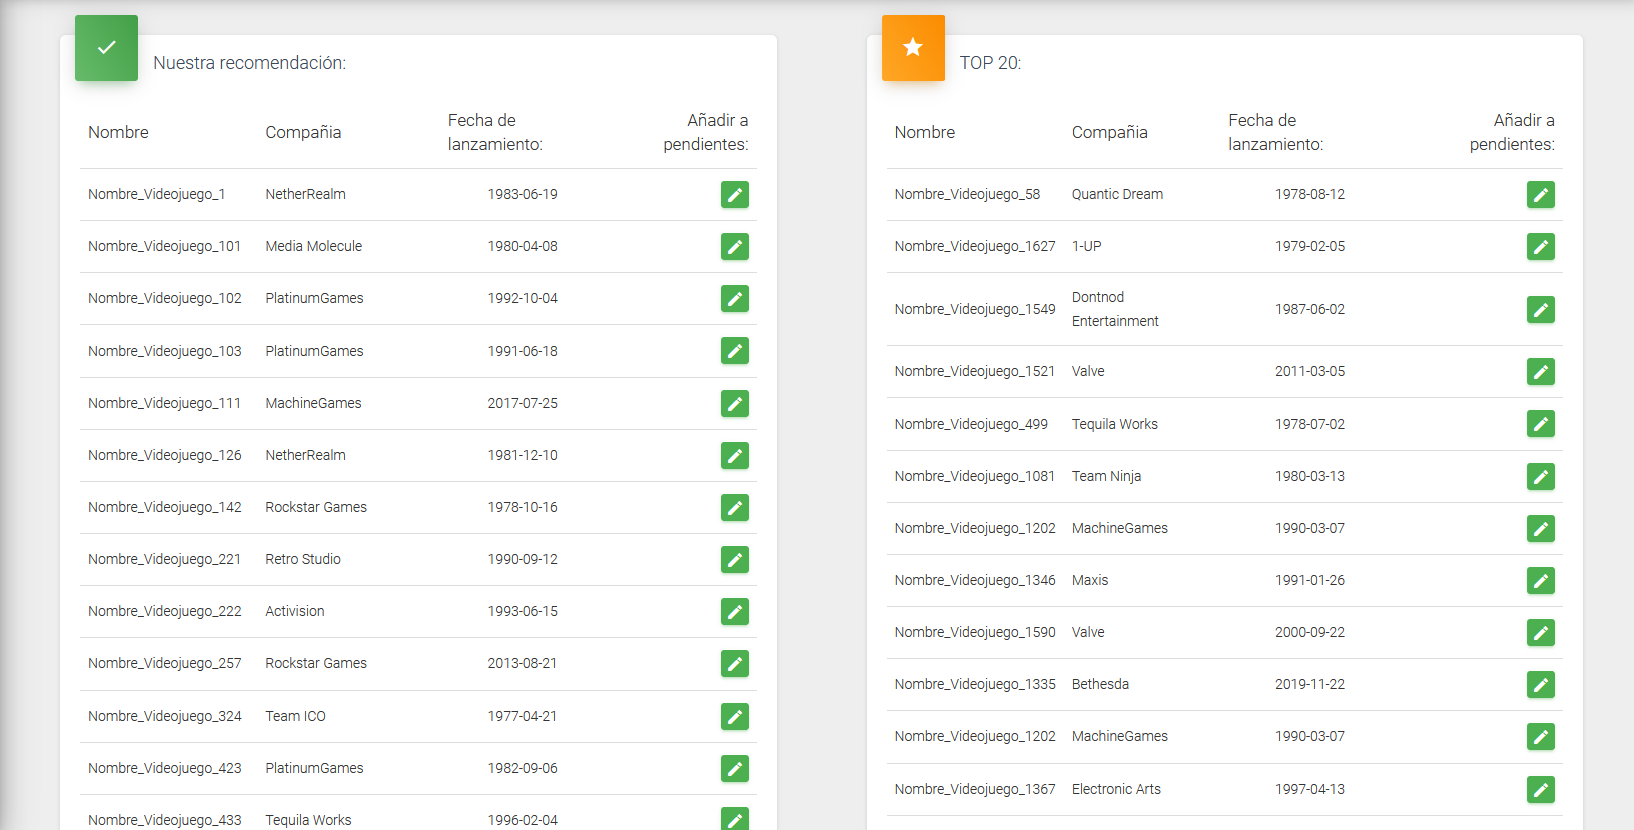 Nuestra recomendación:
Nombre Compañia Fecha de lanzamiento: Añadir a pendientes:
Nombre_Videojuego_1 NetherRealm 1983-06-19
Nombre_Videojuego_101 Media Molecule 1980-04-08
Nombre_Videojuego_102 PlatinumGames 1992-10-04
Nombre_Videojuego_103 PlatinumGames 1991-06-18
Nombre_Videojuego_111 MachineGames 2017-07-25
Nombre_Videojuego_126 NetherRealm 1981-12-10
Nombre_Videojuego_142 Rockstar Games 1978-10-16
Nombre_Videojuego_221 Retro Studio 1990-09-12
Nombre_Videojuego_222 Activision 1993-06-15
Nombre_Videojuego_257 Rockstar Games 2013-08-21
Nombre_Videojuego_324 Team ICO 1977-04-21
Nombre_Videojuego_423 PlatinumGames 1982-09-06
Nombre_Videojuego_433 Tequila Works 1996-02-04
TOP 20:
Nombre Compañia Fecha de lanzamiento: Añadir a pendientes:
Nombre_Videojuego_58 Quantic Dream 1978-08-12
Nombre_Videojuego_1627 1-UP 1979-02-05
Nombre_Videojuego_1549 Dontnod Entertainment 1987-06-02
Nombre_Videojuego_1521 Valve 2011-03-05
Nombre_Videojuego_499 Tequila Works 1978-07-02
Nombre_Videojuego_1081 Team Ninja 1980-03-13
Nombre_Videojuego_1202 MachineGames 1990-03-07
Nombre_Videojuego_1346 Maxis 1991-01-26
Nombre_Videojuego_1590 Valve 2000-09-22
Nombre_Videojuego_1335 Bethesda 2019-11-22
Nombre_Videojuego_1202 MachineGames 1990-03-07
Nombre_Videojuego_1367 Electronic Arts 1997-04-13